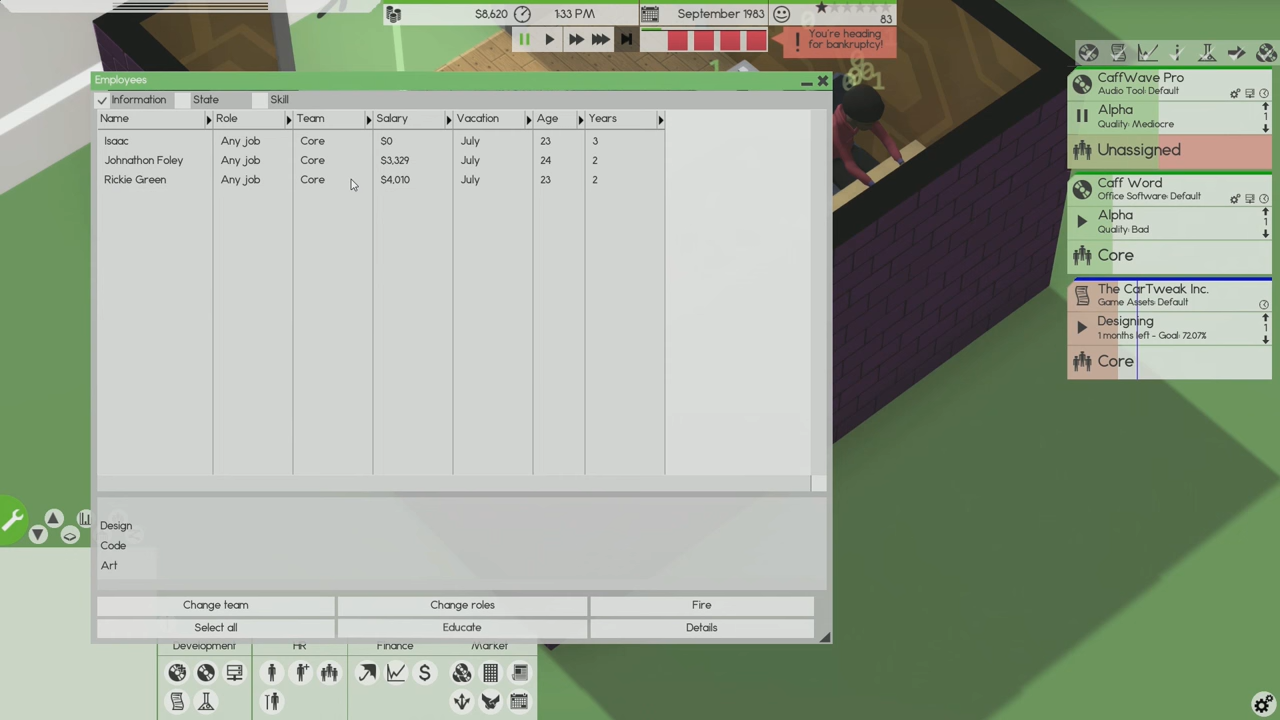 $8,620
1:33 PM
September 1983
83
You're heading
for bankruptcy!
Employees
Information
State
Skill
Name
Role
Team
Salary
Vacation
Age
Years
Isaac
Any job
Core
$0
July
23
3
Johnathon Foley
Any job
Core
$3,329
July
24
2
Rickie Green
Any job
Core
$4,010
July
23
2
Design
Code
Art
Change team
Change roles
Fire
Select all
Educate
Details
Development
HR
Finance
Market
CaffWave Pro
Audio Tool: Default
Alpha
Quality: Mediocre
1
Unassigned
Caff Word
Office Software: Default
Alpha
Quality: Bad
1
Core
The CarTweak Inc.
Game Assets: Default
Designing
1 months left - Goal: 72.07%
1
Core